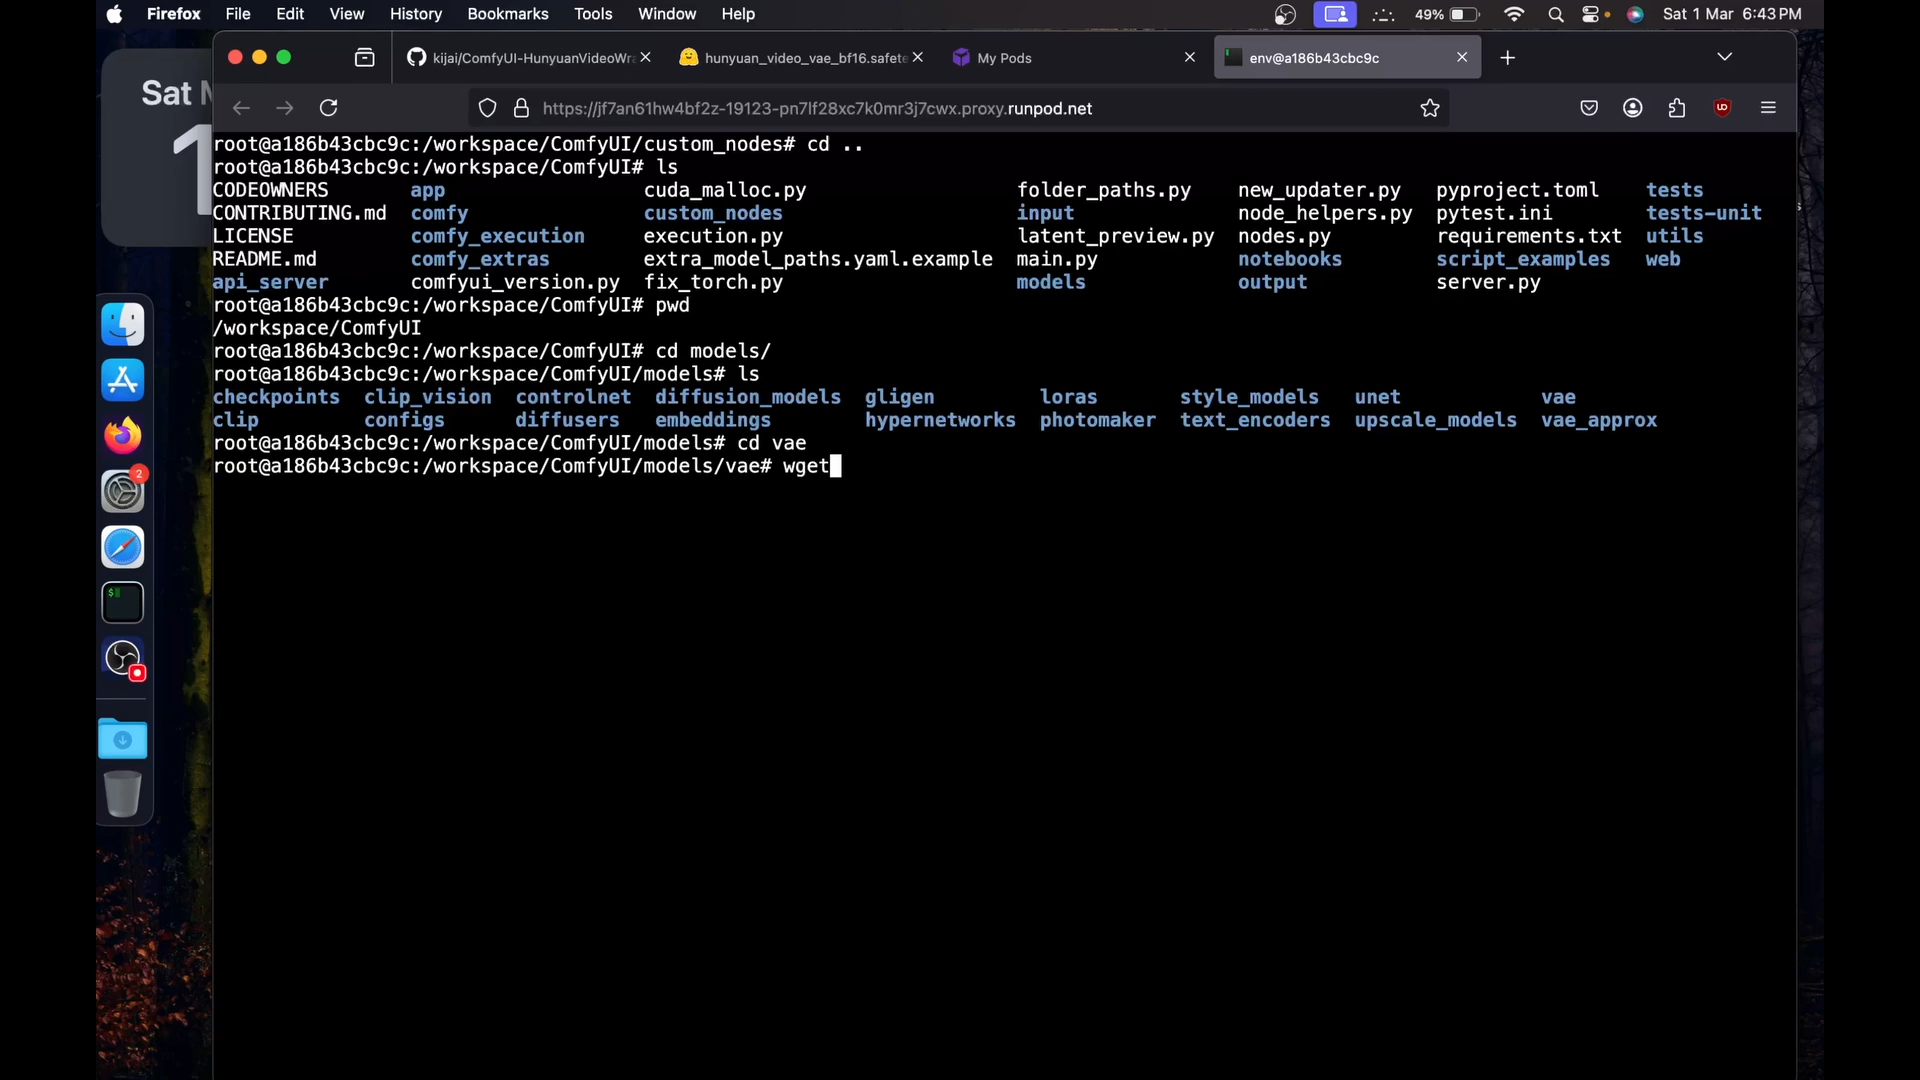 Firefox File Edit View History Bookmarks Tools Window Help 49% Sat 1 Mar 6:43 PM
Sat
1
kijai/ComfyUI-HunyuanVideoWra hunyuan_video_vae_bf16.safete My Pods env@a186b43cbc9c
https://jf7an61hw4bf2z-19123-pn7lf28xc7k0mr3j7cwx.proxy.runpod.net
root@a186b43cbc9c:/workspace/ComfyUI/custom_nodes# cd ..
root@a186b43cbc9c:/workspace/ComfyUI# ls
CODEOWNERS app cuda_malloc.py folder_paths.py new_updater.py pyproject.toml tests
CONTRIBUTING.md comfy custom_nodes input node_helpers.py pytest.ini tests-unit
LICENSE comfy_execution execution.py latent_preview.py nodes.py requirements.txt utils
README.md comfy_extras extra_model_paths.yaml.example main.py notebooks script_examples web
api_server comfyui_version.py fix_torch.py models output server.py
root@a186b43cbc9c:/workspace/ComfyUI# pwd
/workspace/ComfyUI
root@a186b43cbc9c:/workspace/ComfyUI# cd models/
root@a186b43cbc9c:/workspace/ComfyUI/models# ls
checkpoints clip_vision controlnet diffusion_models gligen loras style_models unet vae
clip configs diffusers embeddings hypernetworks photomaker text_encoders upscale_models vae_approx
root@a186b43cbc9c:/workspace/ComfyUI/models# cd vae
root@a186b43cbc9c:/workspace/ComfyUI/models/vae# wget
2
$